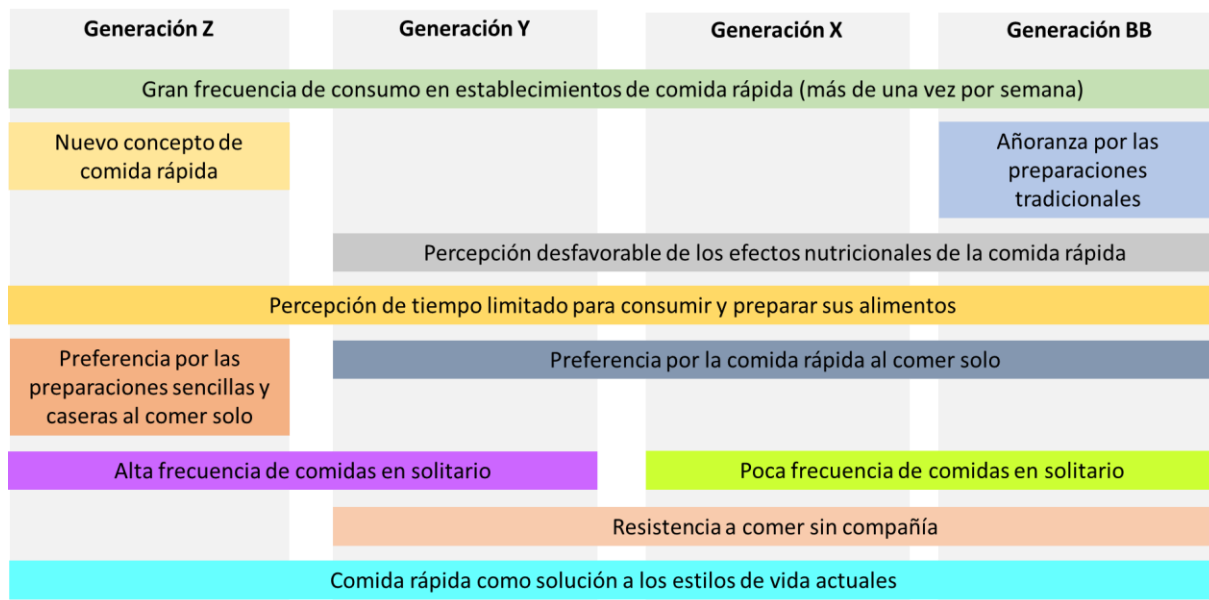 Generación Z
Generación Y
Generación X
Generación BB
Gran frecuencia de consumo en establecimientos de comida rápida (más de una vez por semana)
Nuevo concepto de
comida rápida
Añoranza por las
preparaciones
tradicionales
Percepción desfavorable de los efectos nutricionales de la comida rápida
Percepción de tiempo limitado para consumir y preparar sus alimentos
Preferencia por las
preparaciones sencillas y
caseras al comer solo
Preferencia por la comida rápida al comer solo
Alta frecuencia de comidas en solitario
Poca frecuencia de comidas en solitario
Resistencia a comer sin compañía
Comida rápida como solución a los estilos de vida actuales